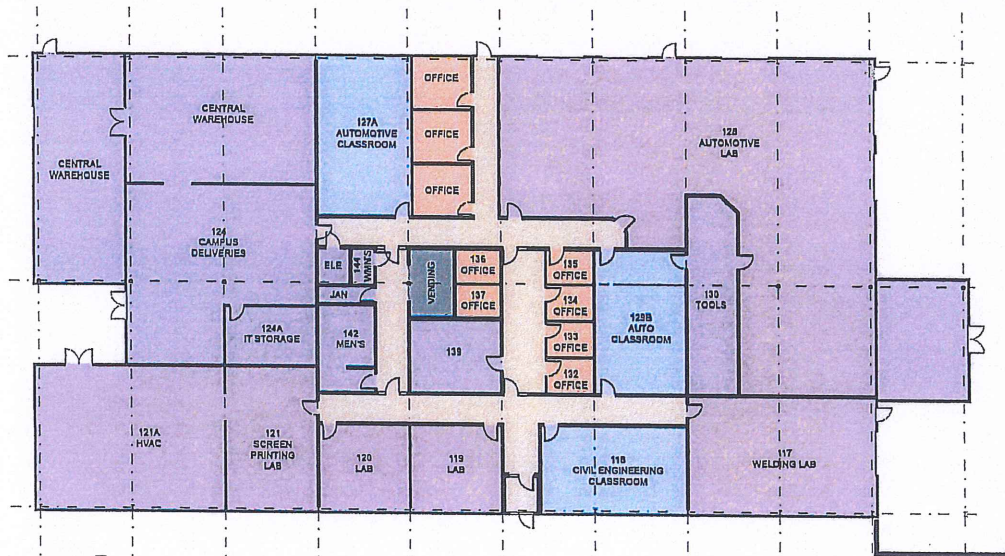 CENTRAL
WAREHOUSE
CENTRAL
WAREHOUSE
127A
AUTOMOTIVE
CLASSROOM
OFFICE
OFFICE
OFFICE
128
AUTOMOTIVE
LAB
124
CAMPUS
DELIVERIES
ELE
144
WMN'S
JAN
VENDING
136
OFFICE
137
OFFICE
135
OFFICE
134
OFFICE
133
OFFICE
132
OFFICE
129B
AUTO
CLASSROOM
130
TOOLS
124A
IT STORAGE
142
MEN'S
139
121A
HVAC
121
SCREEN
PRINTING
LAB
120
LAB
119
LAB
118
CIVIL ENGINEERING
CLASSROOM
117
WELDING LAB